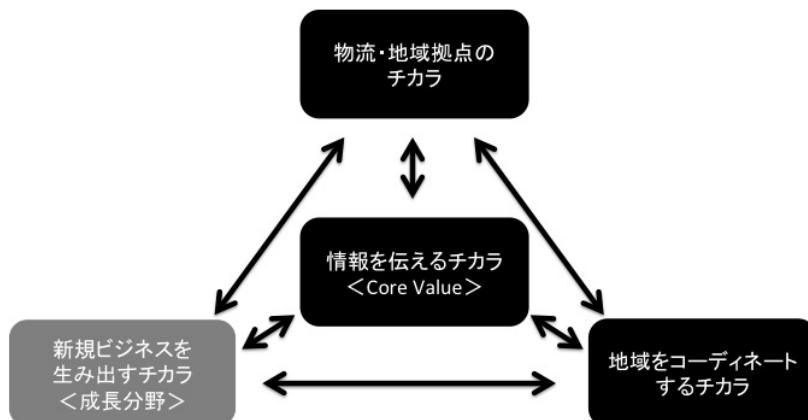 物流・地域拠点の
チカラ
情報を伝えるチカラ
＜Core Value＞
新規ビジネスを
生み出すチカラ
＜成長分野＞
地域をコーディネート
するチカラ